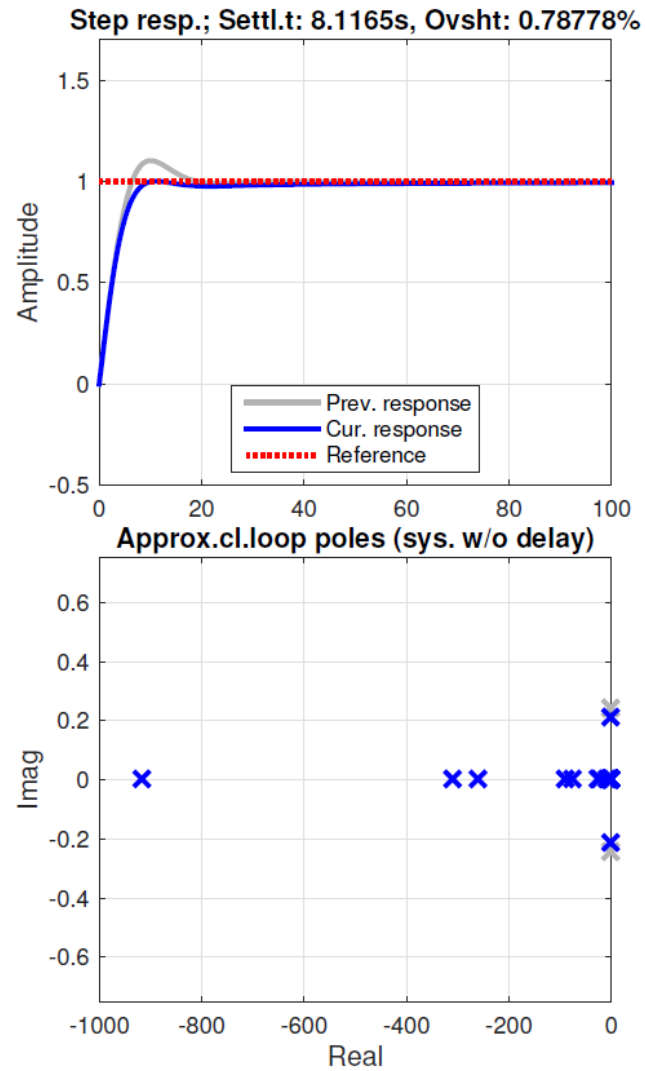 Step resp.; Settl.t: 8.1165s, Ovsht: 0.78778%
1.5
1
0.5
0
-0.5
Amplitude
Prev. response
Cur. response
Reference
0 20 40 60 80 100
Approx.cl.loop poles (sys. w/o delay)
0.6
0.4
0.2
0
-0.2
-0.4
-0.6
Imag
-1000 -800 -600 -400 -200 0
Real